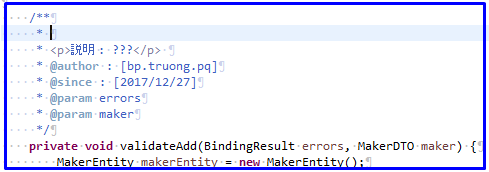 /**
*
* <p>説明 : ???</p>
* @author : [bp.truong.pq]
* @since : [2017/12/27]
* @param errors
* @param maker
*/
private void validateAdd(BindingResult errors, MakerDTO maker) {
MakerEntity makerEntity = new MakerEntity();